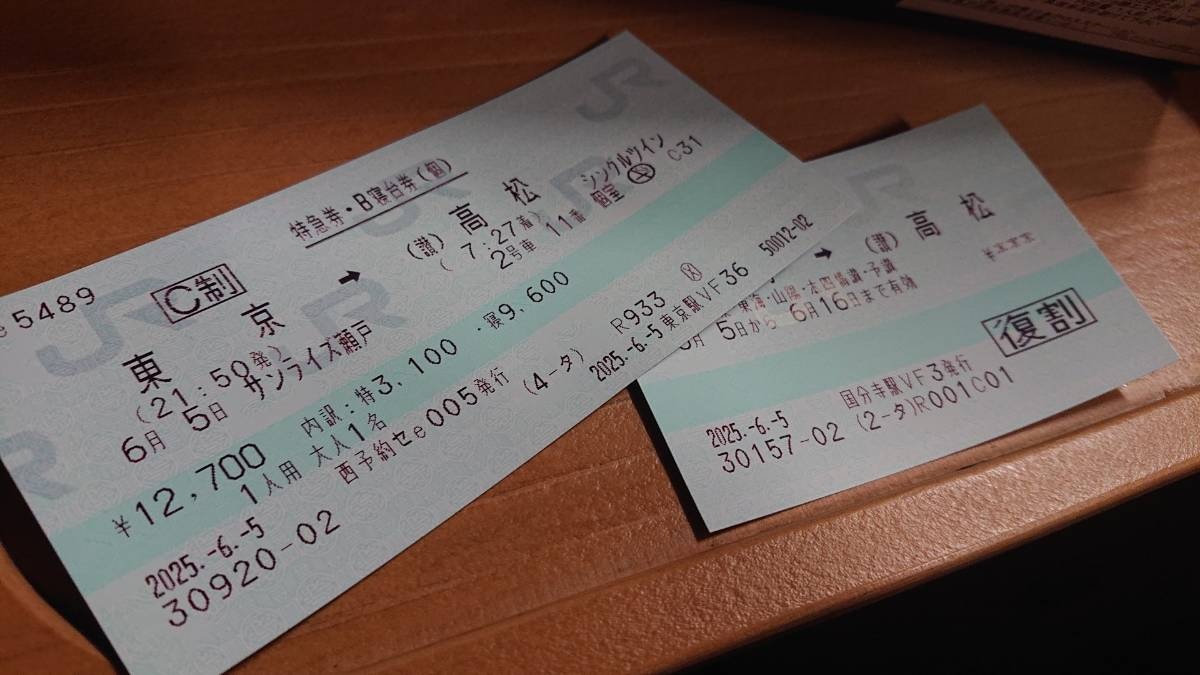 特急券・B寝台券(個)
e5489
C制
東京 → (讃)高松
(21:50発) (7:27着) シングルツイン
6月 5日 サンライズ瀬戸 2号車 11番 個室 C31
¥12,700 内訳:特3,100・寝9,600
1人用 大人1名
西予約セe005発行 (4-タ) R933
2025.-6.-5
2025.-6.-5東京駅VF36 50012-02
30920-02
JR
→ (讃)高松
¥***
東海・山陽・本四備讃・予讃
5日から 6月16日まで有効
復割
2025.-6.-5 国分寺駅VF3発行
30157-02 (2-タ)R001C01